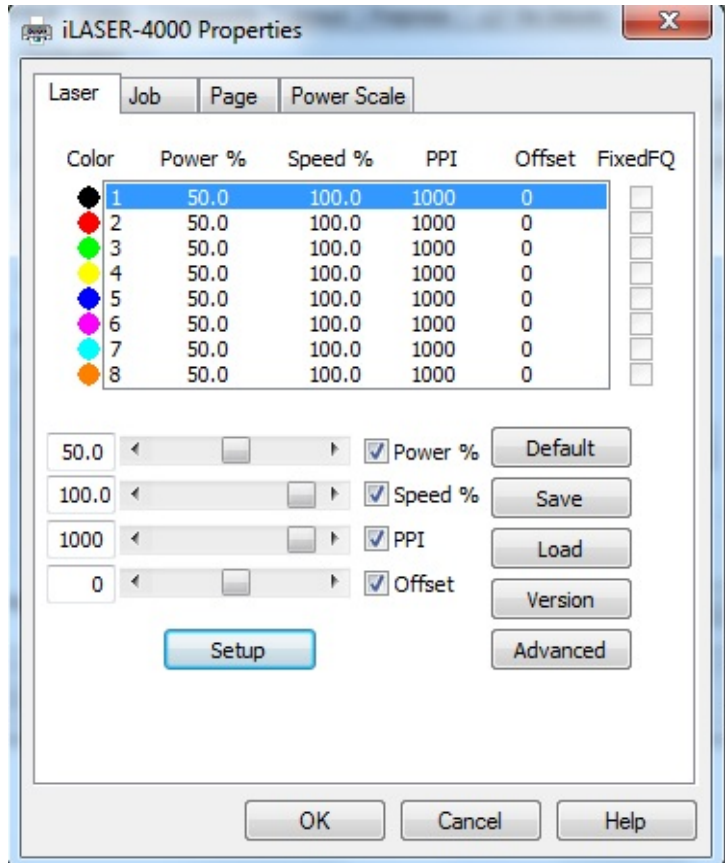 iLASER-4000 Properties
Laser Job Page Power Scale
Color Power % Speed % PPI Offset FixedFQ
1 50.0 100.0 1000 0
2 50.0 100.0 1000 0
3 50.0 100.0 1000 0
4 50.0 100.0 1000 0
5 50.0 100.0 1000 0
6 50.0 100.0 1000 0
7 50.0 100.0 1000 0
8 50.0 100.0 1000 0
50.0 Power % Default
100.0 Speed % Save
1000 PPI Load
0 Offset Version
Setup Advanced
OK Cancel Help